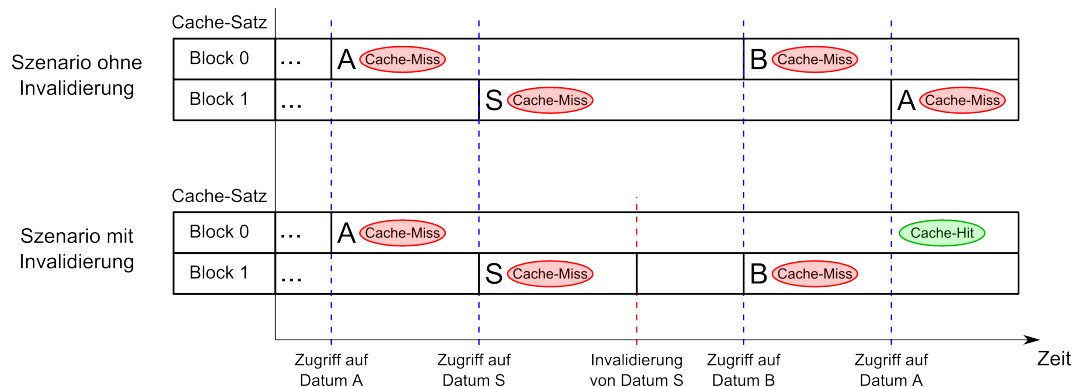 Cache-Satz
Szenario ohne
Invalidierung
Block 0 ... A Cache-Miss B Cache-Miss
Block 1 ... S Cache-Miss A Cache-Miss
Cache-Satz
Szenario mit
Invalidierung
Block 0 ... A Cache-Miss Cache-Hit
Block 1 ... S Cache-Miss B Cache-Miss
Zeit
Zugriff auf
Datum A
Zugriff auf
Datum S
Invalidierung
von Datum S
Zugriff auf
Datum B
Zugriff auf
Datum A